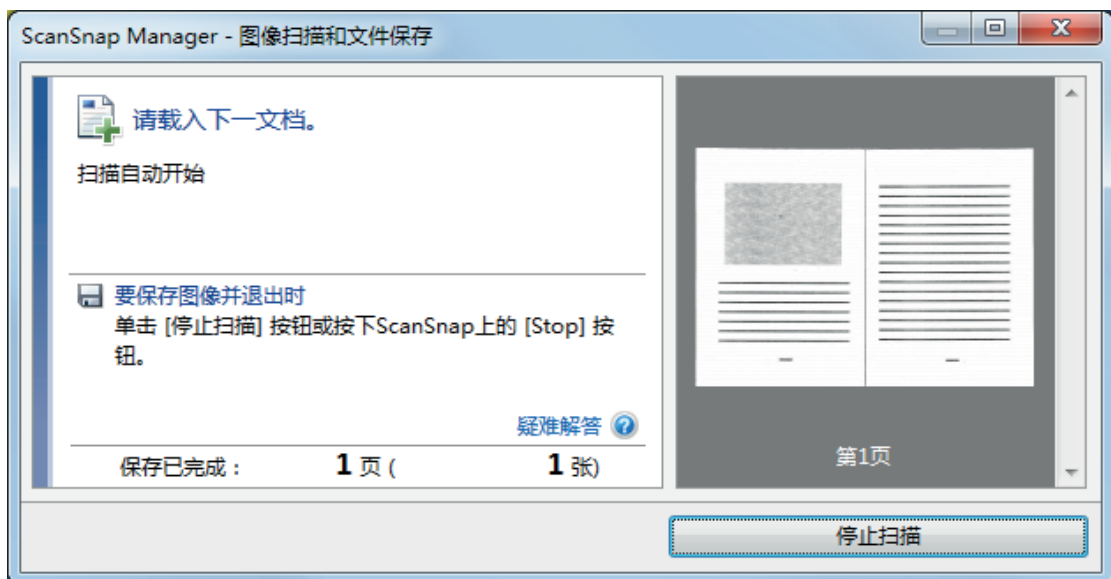 ScanSnap Manager - 图像扫描和文件保存
请载入下一文档。
扫描自动开始
要保存图像并退出时
单击 [停止扫描] 按钮或按下ScanSnap上的 [Stop] 按
钮。
疑难解答
保存已完成： 1 页 ( 1 张)
第1页
停止扫描